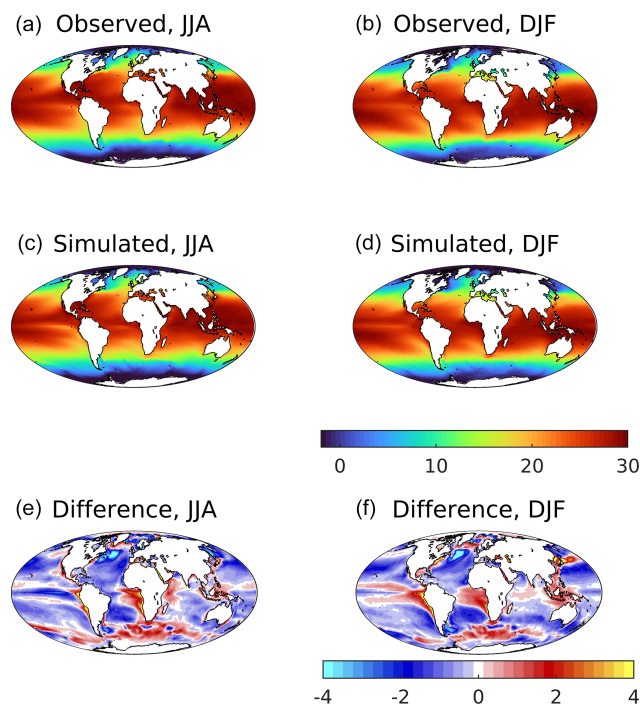 (a) Observed, JJA
(b) Observed, DJF
(c) Simulated, JJA
(d) Simulated, DJF
0 10 20 30
(e) Difference, JJA
(f) Difference, DJF
-4 -2 0 2 4